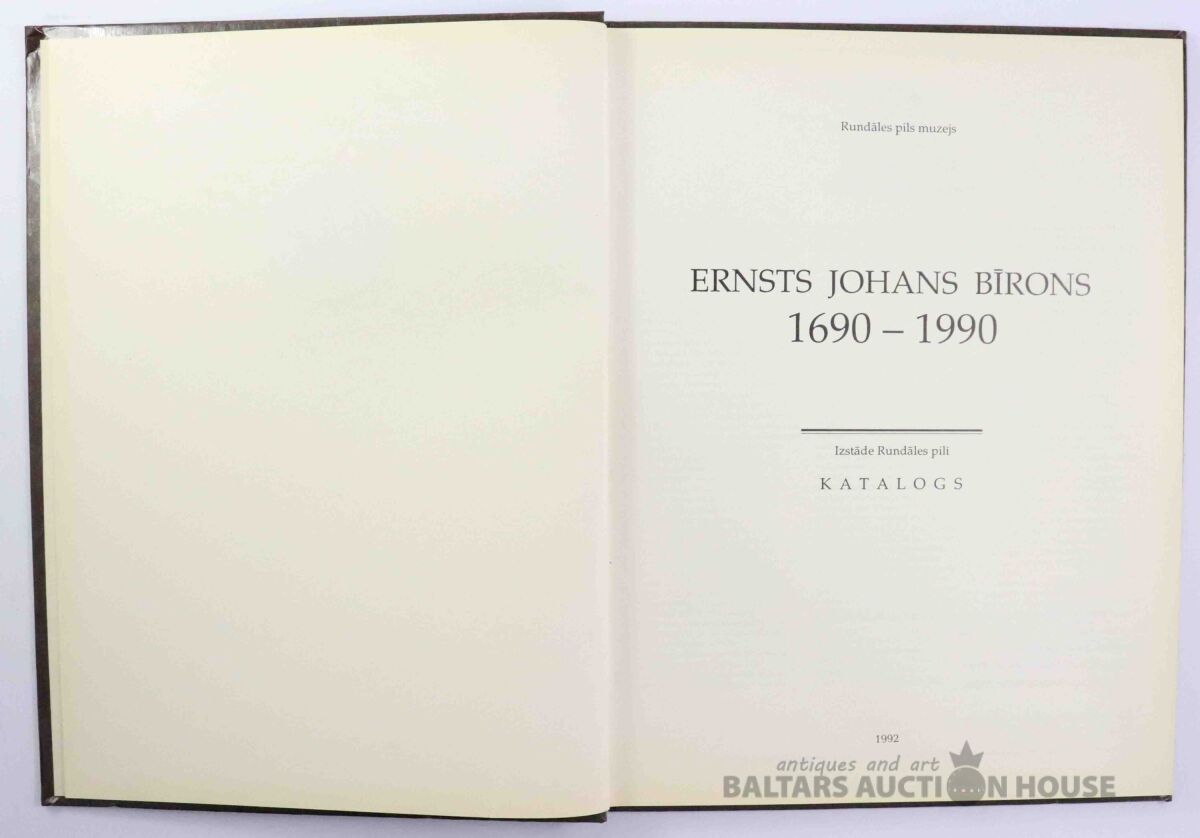 Rundāles pils muzejs
ERNSTS JOHANS BĪRONS
1690 – 1990
Izstāde Rundāles pilī
KATALOGS
1992
antiques and art
BALTARS AUCTION HOUSE